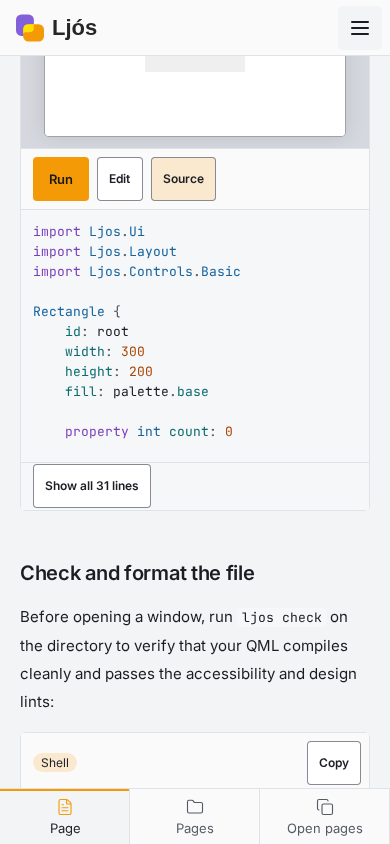 Ljós
Run Edit Source
import Ljos.Ui
import Ljos.Layout
import Ljos.Controls.Basic
Rectangle {
    id: root
    width: 300
    height: 200
    fill: palette.base
    property int count: 0
Show all 31 lines
Check and format the file
Before opening a window, run ljos check on
the directory to verify that your QML compiles
cleanly and passes the accessibility and design
lints:
Shell Copy
Page Pages Open pages